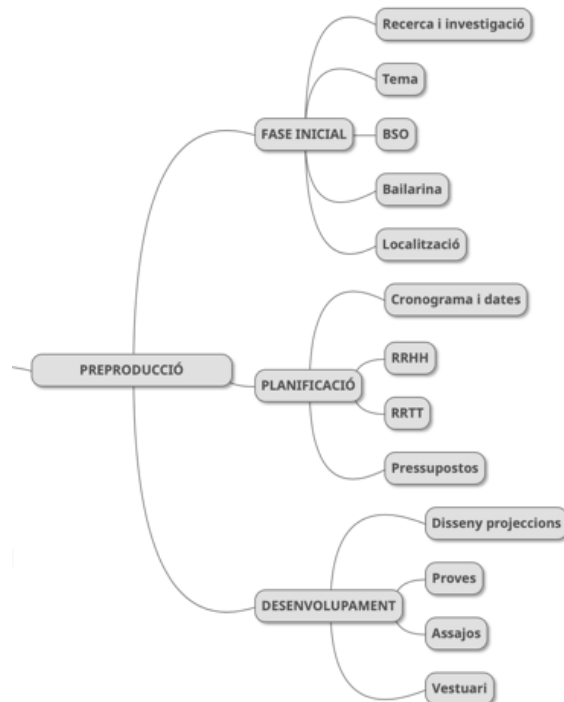 PREPRODUCCIÓ
FASE INICIAL
Recerca i investigació
Tema
BSO
Bailarina
Localització
PLANIFICACIÓ
Cronograma i dates
RRHH
RRTT
Pressupostos
DESENVOLUPAMENT
Disseny projeccions
Proves
Assajos
Vestuari